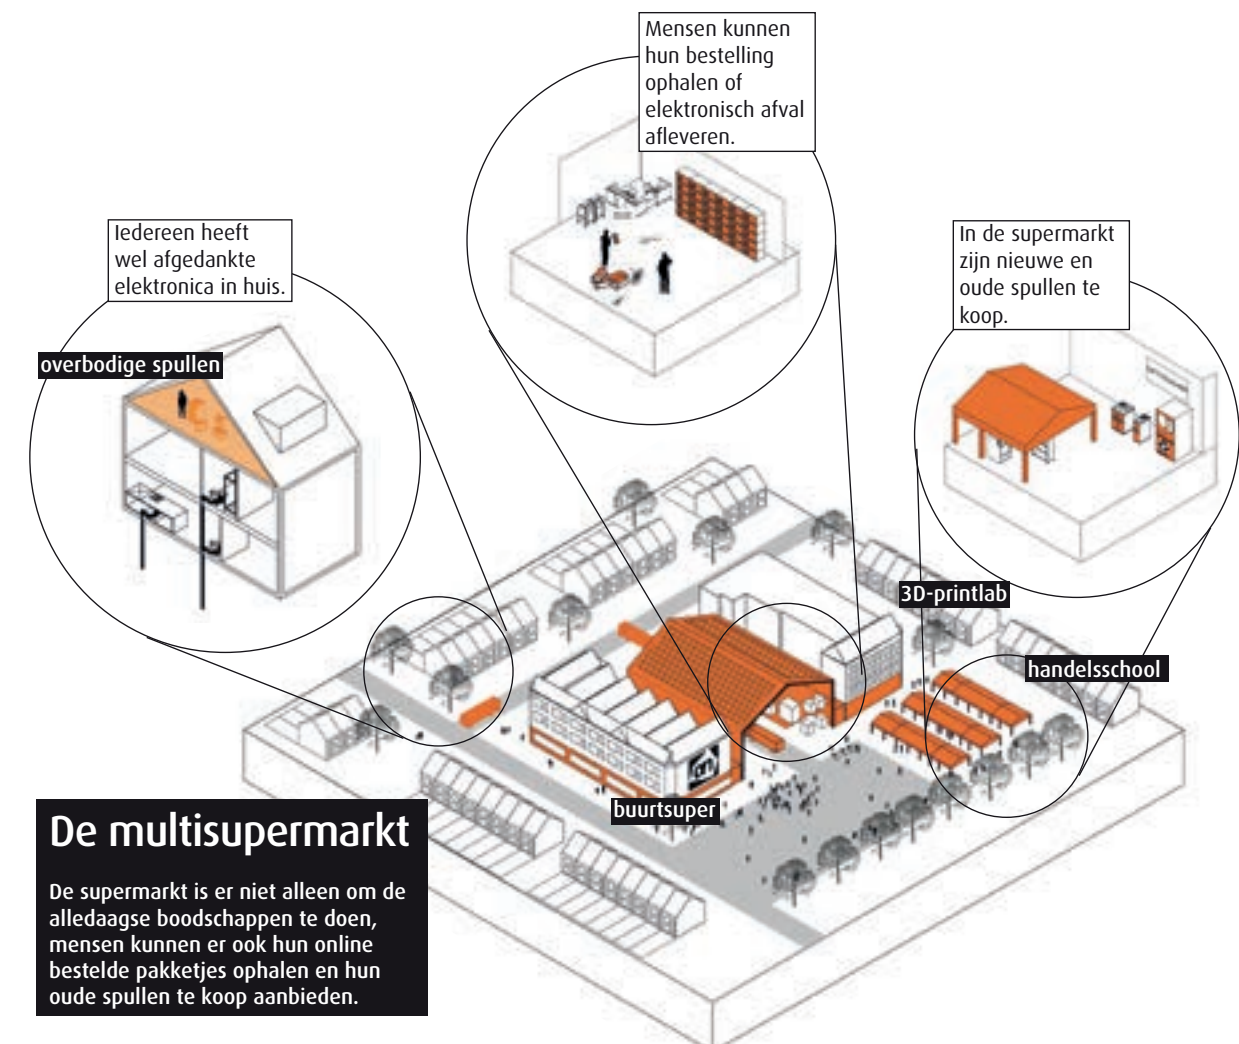 Mensen kunnen
hun bestelling
ophalen of
elektronisch afval
afleveren.
Iedereen heeft
wel afgedankte
elektronica in huis.
In de supermarkt
zijn nieuwe en
oude spullen te
koop.
overbodige spullen
3D-printlab
handelsschool
buurtsuper
De multisupermarkt
De supermarkt is er niet alleen om de
alledaagse boodschappen te doen,
mensen kunnen er ook hun online
bestelde pakketjes ophalen en hun
oude spullen te koop aanbieden.